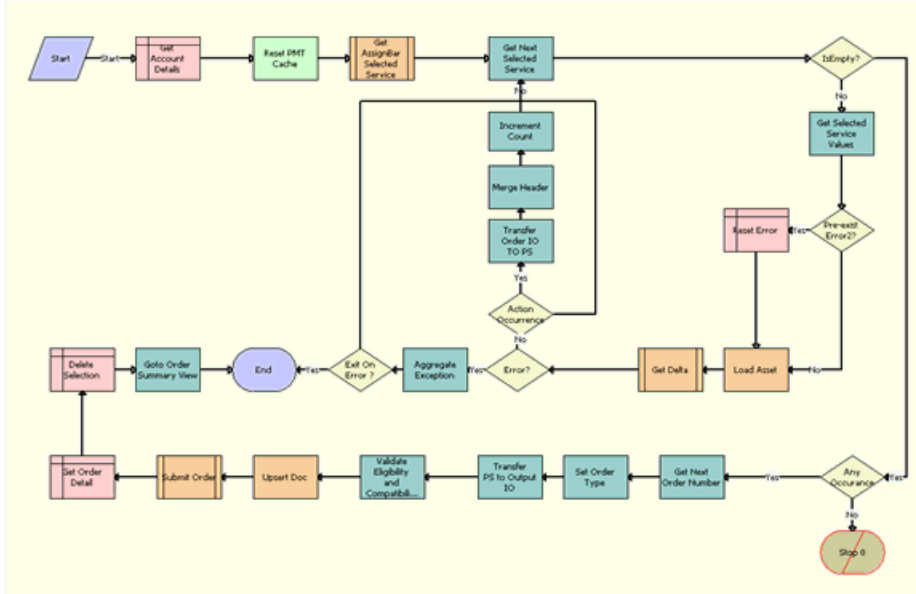 Start
Start
Get
Account
Details
Reset PMT
Cache
Get
AssignBar
Selected
Service
Get Next
Selected
Service
IsEmpty?
No
No
Increment
Count
Get Selected
Service
Values
Merge Header
Transfer
Order IO
TO PS
Reset Error
Yes
Pre-exist
Error2?
Yes
Action
Occurrence
No
Delete
Selection
Goto Order
Summary View
End
Yes
Exit On
Error ?
Aggregate
Exception
Yes
Error?
Get Delta
Load Asset
No
Get Order
Detail
Submit Order
Upsert Doc
Validate
Eligibility
and
Compatibili...
Transfer
PS to Output
IO
Set Order
Type
Get Next
Order Number
Yes
Any
Occurance
Yes
No
Stop 0